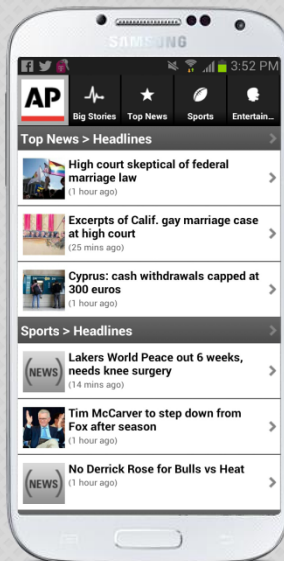 SAMSUNG
3:52 PM
AP
Big Stories
Top News
Sports
Entertain...
Top News > Headlines
High court skeptical of federal
marriage law
(1 hour ago)
Excerpts of Calif. gay marriage case
at high court
(25 mins ago)
Cyprus: cash withdrawals capped at
300 euros
(1 hour ago)
Sports > Headlines
(NEWS)
Lakers World Peace out 6 weeks,
needs knee surgery
(14 mins ago)
Tim McCarver to step down from
Fox after season
(1 hour ago)
(NEWS)
No Derrick Rose for Bulls vs Heat
(1 hour ago)